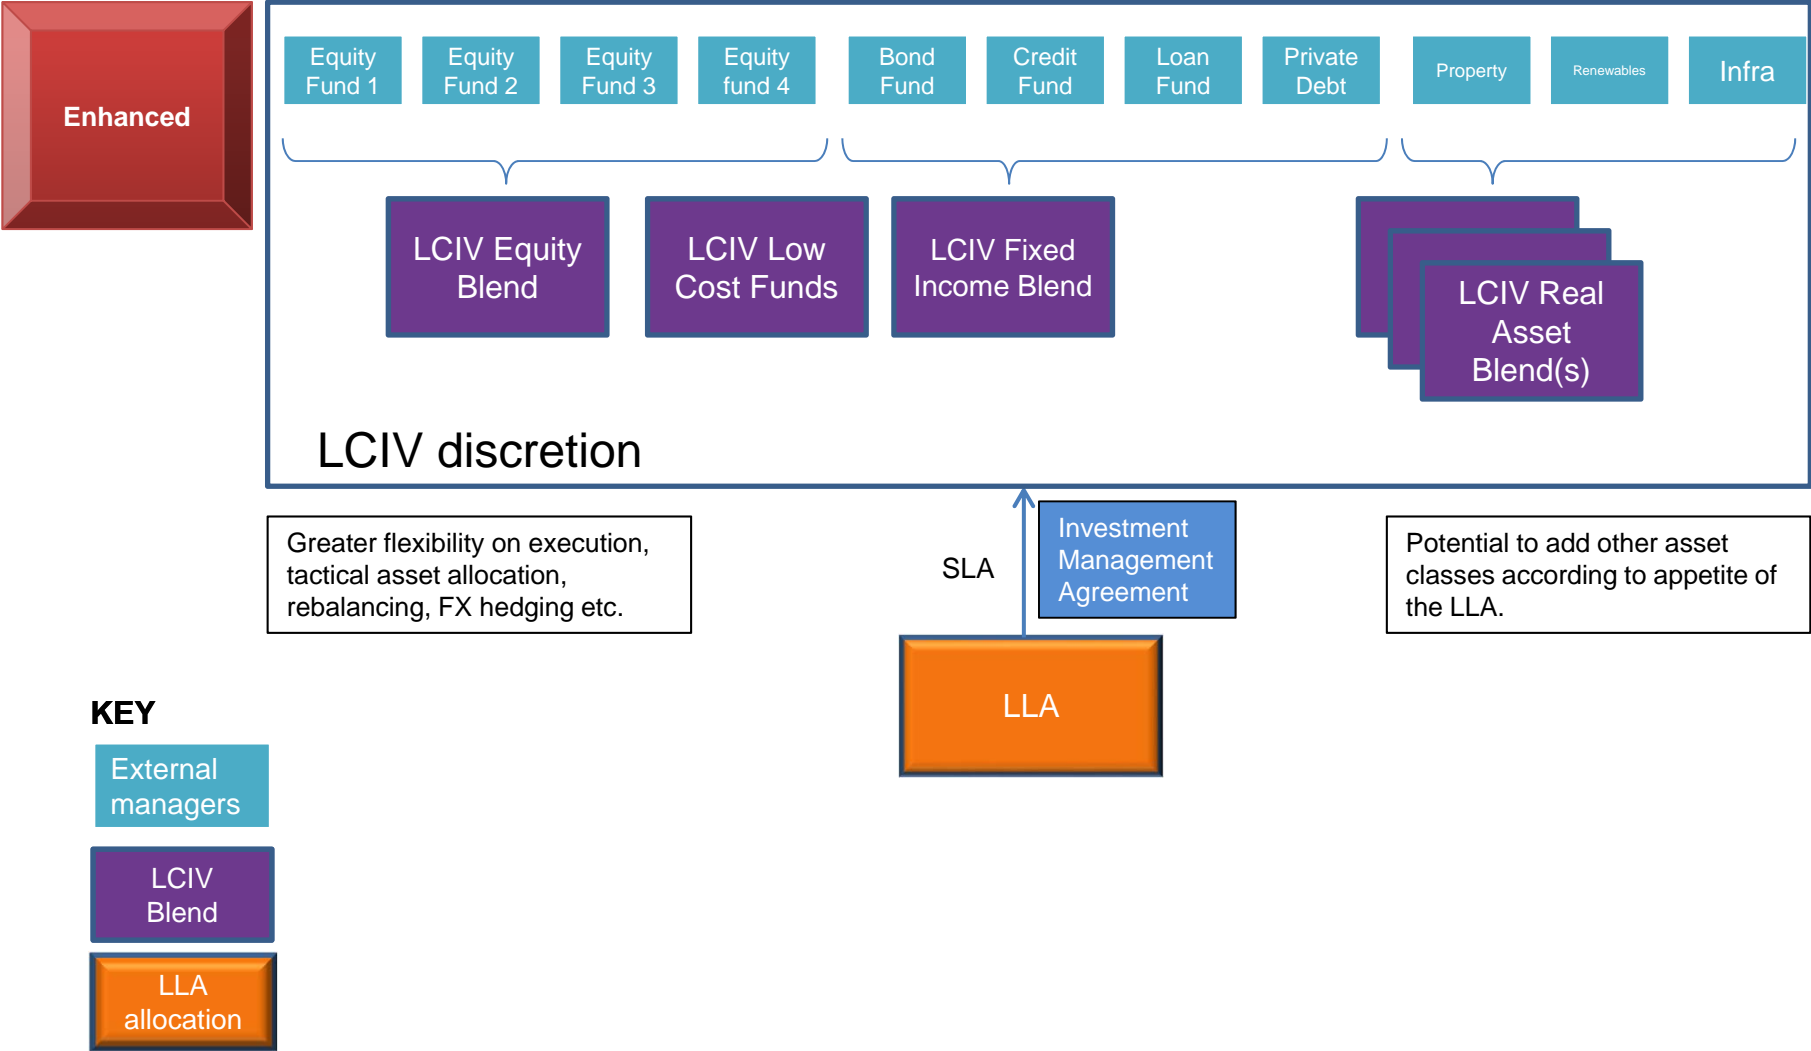 Enhanced
Equity
Fund 1
Equity
Fund 2
Equity
Fund 3
Equity
fund 4
Bond
Fund
Credit
Fund
Loan
Fund
Private
Debt
Property
Renewables
Infra
LCIV Equity
Blend
LCIV Low
Cost Funds
LCIV Fixed
Income Blend
LCIV Real
Asset
Blend(s)
LCIV discretion
Greater flexibility on execution,
tactical asset allocation,
rebalancing, FX hedging etc.
SLA
Investment
Management
Agreement
Potential to add other asset
classes according to appetite of
the LLA.
LLA
KEY
External
managers
LCIV
Blend
LLA
allocation